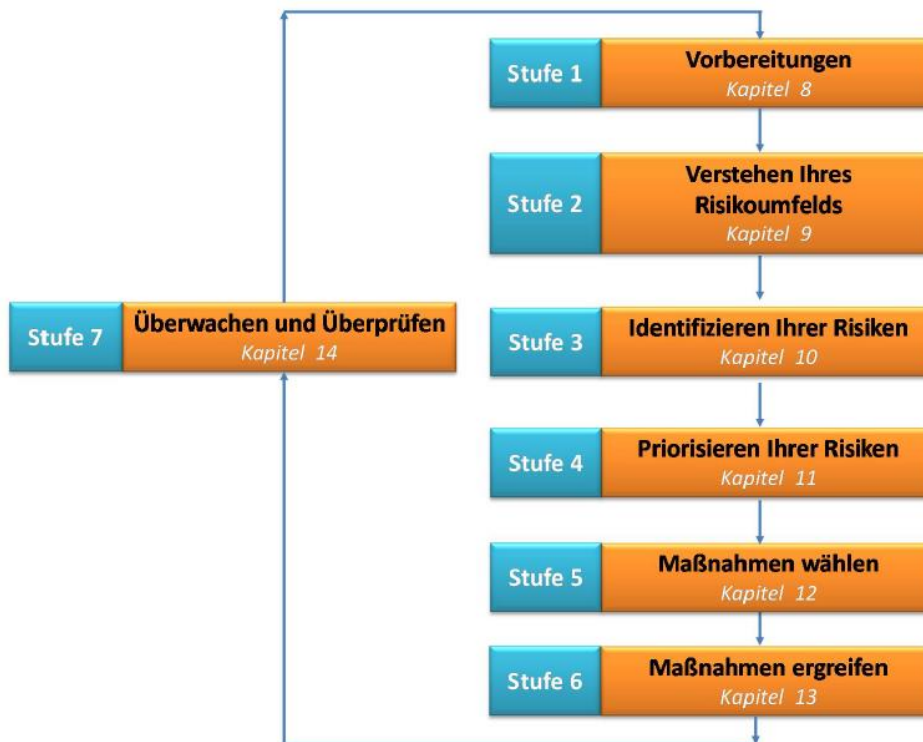 Stufe 1
Vorbereitungen
Kapitel 8
Stufe 2
Verstehen Ihres
Risikoumfelds
Kapitel 9
Stufe 3
Identifizieren Ihrer Risiken
Kapitel 10
Stufe 4
Priorisieren Ihrer Risiken
Kapitel 11
Stufe 5
Maßnahmen wählen
Kapitel 12
Stufe 6
Maßnahmen ergreifen
Kapitel 13
Stufe 7
Überwachen und Überprüfen
Kapitel 14